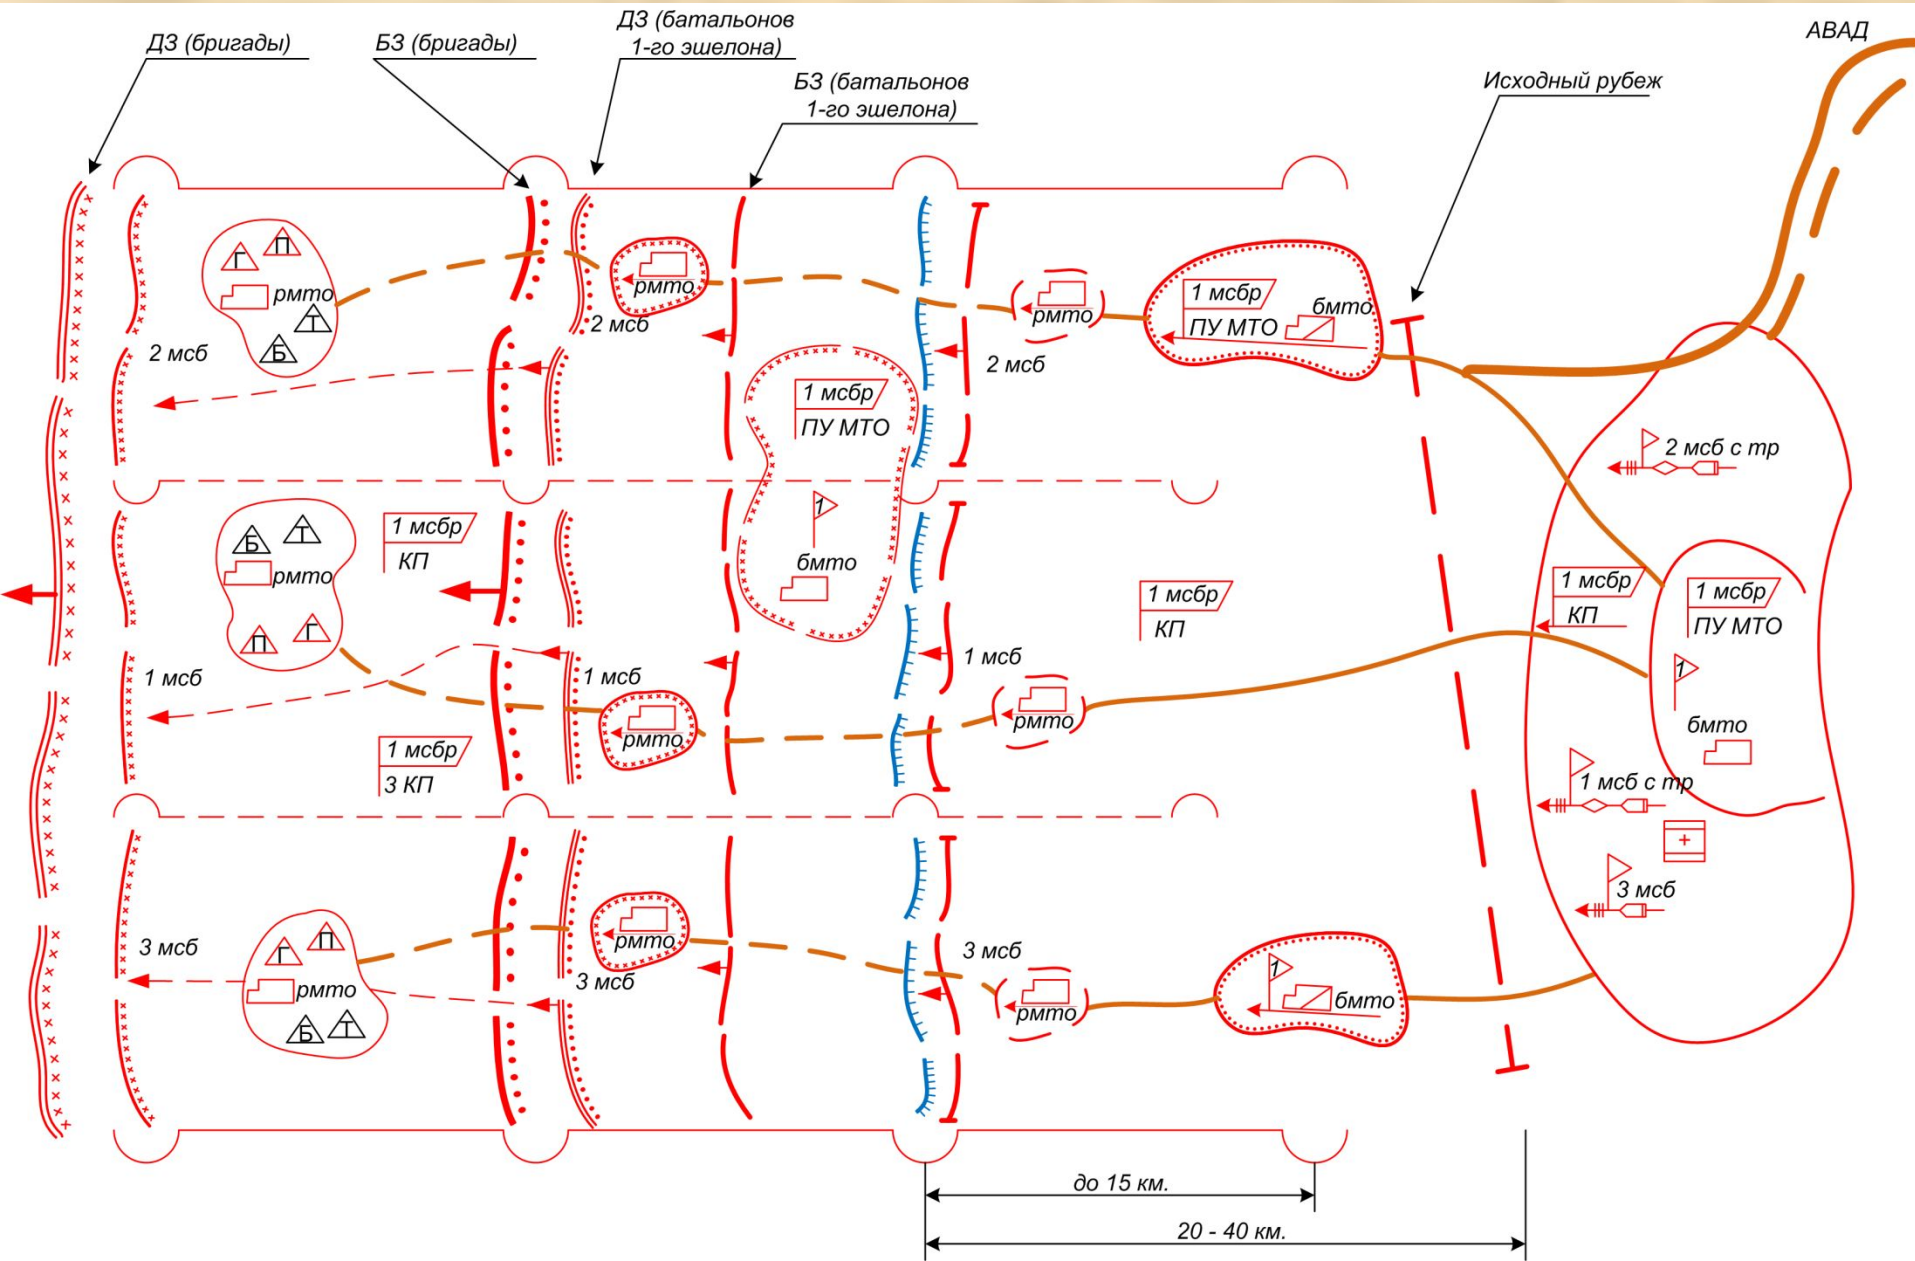 ДЗ (бригады)
БЗ (бригады)
ДЗ (батальонов
1-го эшелона)
БЗ (батальонов
1-го эшелона)
Исходный рубеж
АВАД
Г
П
рмто
Т
Б
2 мсб
рмто
2 мсб
1 мсбр
ПУ МТО
2 мсб
рмто
1 мсбр
ПУ МТО
бмто
2 мсб с тр
Б
Т
рмто
П
Г
1 мсбр
КП
1
бмто
1 мсбр
КП
1 мсбр
КП
1 мсбр
ПУ МТО
1
бмто
1 мсб
1 мсб
рмто
1 мсб
рмто
1 мсбр
3 КП
1 мсб с тр
3 мсб
3 мсб
Г
П
рмто
Б
Т
рмто
3 мсб
3 мсб
рмто
1
бмто
до 15 км.
20 - 40 км.